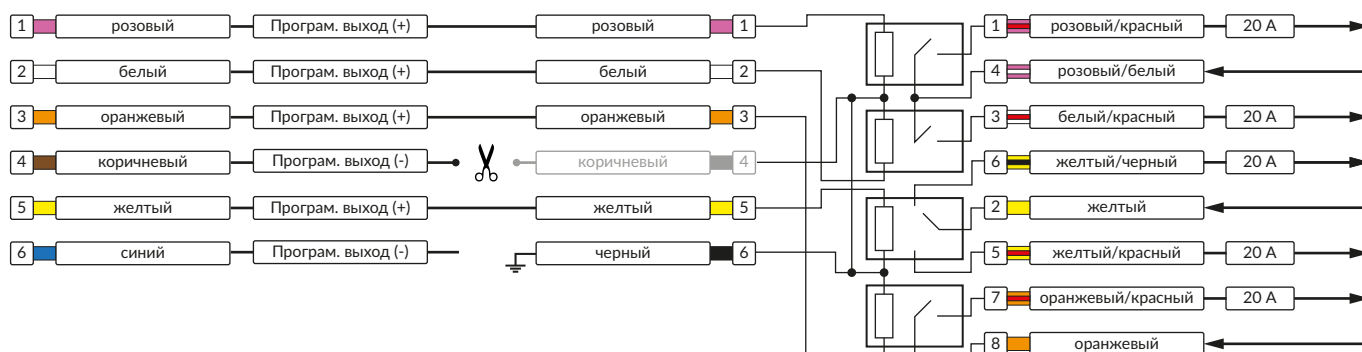 1 розовый Програм. выход (+) розовый 1 1 розовый/красный 20 А
2 белый Програм. выход (+) белый 2 4 розовый/белый
3 оранжевый Програм. выход (+) оранжевый 3 3 белый/красный 20 А
4 коричневый Програм. выход (-) коричневый 4 6 желтый/черный 20 А
5 желтый Програм. выход (+) желтый 5 2 желтый
6 синий Програм. выход (-) черный 6 5 желтый/красный 20 А
7 оранжевый/красный 20 А
8 оранжевый